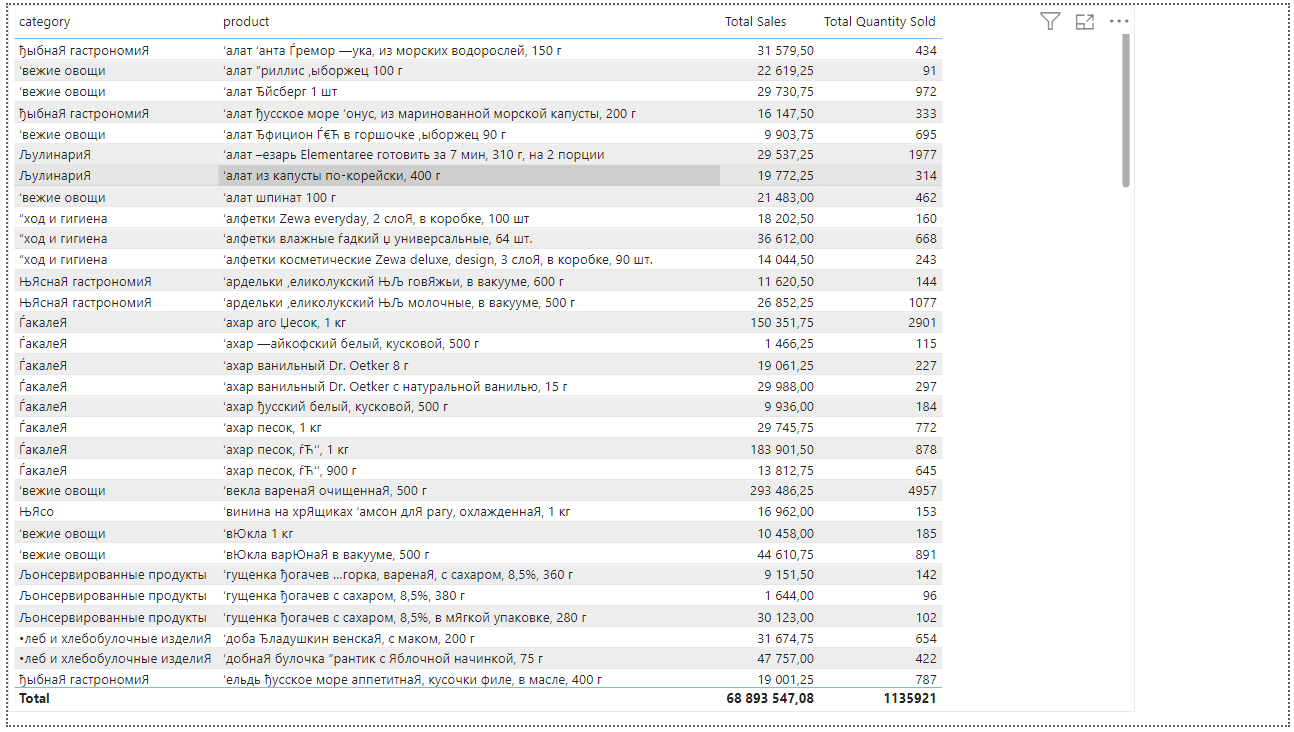 category product Total Sales Total Quantity Sold
ђыбнаЯ гастрономиЯ ‘алат ‘анта Ѓремор —ука, из морских водорослей, 150 г 31 579,50 434
‘вежие овощи ‘алат “риллис ‚ыборжец 100 г 22 619,25 91
‘вежие овощи ‘алат Ђйсберг 1 шт 29 730,75 972
ђыбнаЯ гастрономиЯ ‘алат ђусское море ‘онус, из маринованной морской капусты, 200 г 16 147,50 333
‘вежие овощи ‘алат Ђфицион Ѓ€Ћ в горшочке ‚ыборжец 90 г 9 903,75 695
ЉулинариЯ ‘алат –езарь Elementaree готовить за 7 мин, 310 г, на 2 порции 29 537,25 1977
ЉулинариЯ ‘алат из капусты по-корейски, 400 г 19 772,25 314
‘вежие овощи ‘алат шпинат 100 г 21 483,00 462
“ход и гигиена ‘алфетки Zewa everyday, 2 слоЯ, в коробке, 100 шт 18 202,50 160
“ход и гигиена ‘алфетки влажные ѓадкий џ универсальные, 64 шт. 36 612,00 668
“ход и гигиена ‘алфетки косметические Zewa deluxe, design, 3 слоЯ, в коробке, 90 шт. 14 044,50 243
ЊЯснаЯ гастрономиЯ ‘ардельки ‚еликолукский ЊЉ говЯжьи, в вакууме, 600 г 11 620,50 144
ЊЯснаЯ гастрономиЯ ‘ардельки ‚еликолукский ЊЉ молочные, в вакууме, 500 г 26 852,25 1077
ЃакалеЯ ‘ахар aro Џесок, 1 кг 150 351,75 2901
ЃакалеЯ ‘ахар —айкофский белый, кусковой, 500 г 1 466,25 115
ЃакалеЯ ‘ахар ванильный Dr. Oetker 8 г 19 061,25 227
ЃакалеЯ ‘ахар ванильный Dr. Oetker с натуральной ванилью, 15 г 29 988,00 297
ЃакалеЯ ‘ахар ђусский белый, кусковой, 500 г 9 936,00 184
ЃакалеЯ ‘ахар песок, 1 кг 29 745,75 772
ЃакалеЯ ‘ахар песок, ѓЋ‘’, 1 кг 183 901,50 878
ЃакалеЯ ‘ахар песок, ѓЋ‘’, 900 г 13 812,75 645
‘вежие овощи ‘векла варенаЯ очищеннаЯ, 500 г 293 486,25 4957
ЊЯсо ‘винина на хрЯщиках ‘амсон длЯ рагу, охлажденнаЯ, 1 кг 16 962,00 153
‘вежие овощи ‘вЮкла 1 кг 10 458,00 185
‘вежие овощи ‘вЮкла варЮнаЯ в вакууме, 500 г 44 610,75 891
Љонсервированные продукты ‘гущенка ђогачев …горка, варенаЯ, с сахаром, 8,5%, 360 г 9 151,50 142
Љонсервированные продукты ‘гущенка ђогачев с сахаром, 8,5%, 380 г 1 644,00 96
Љонсервированные продукты ‘гущенка ђогачев с сахаром, 8,5%, в мЯгкой упаковке, 280 г 30 123,00 102
•леб и хлебобулочные изделиЯ ‘доба Ђладушкин венскаЯ, с маком, 200 г 31 674,75 654
•леб и хлебобулочные изделиЯ ‘добнаЯ булочка “рантик с Яблочной начинкой, 75 г 47 757,00 422
ђыбнаЯ гастрономиЯ ‘ельдь ђусское море аппетитнаЯ, кусочки филе, в масле, 400 г 19 001,25 787
Total 68 893 547,08 1135921